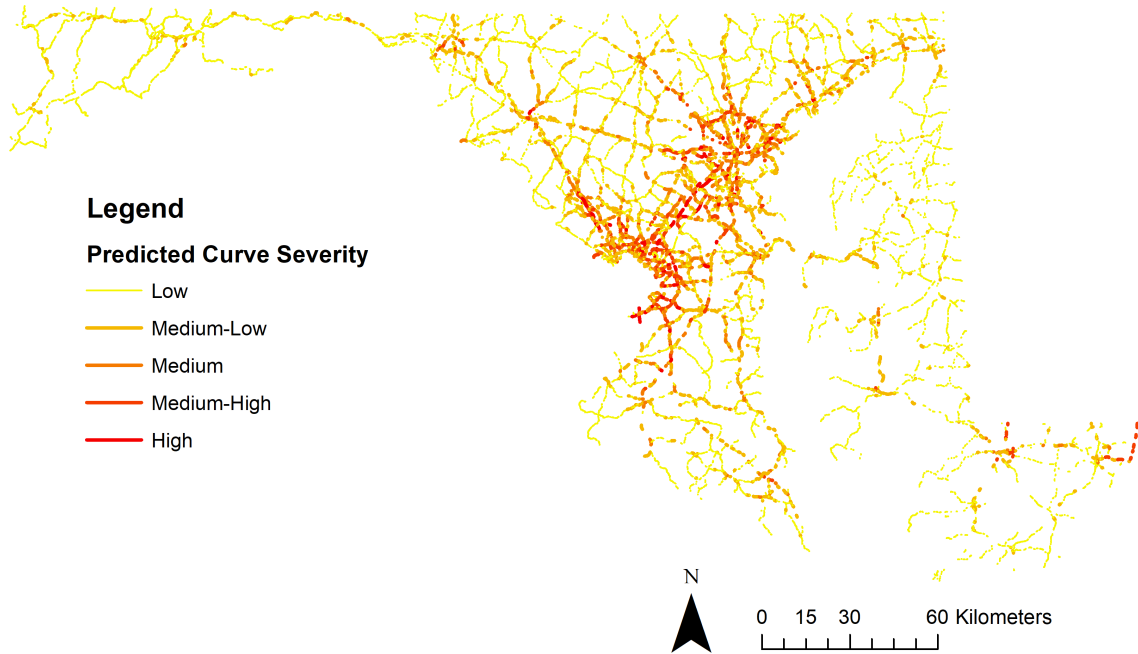 Legend
Predicted Curve Severity
Low
Medium-Low
Medium
Medium-High
High
N
0 15 30 60 Kilometers